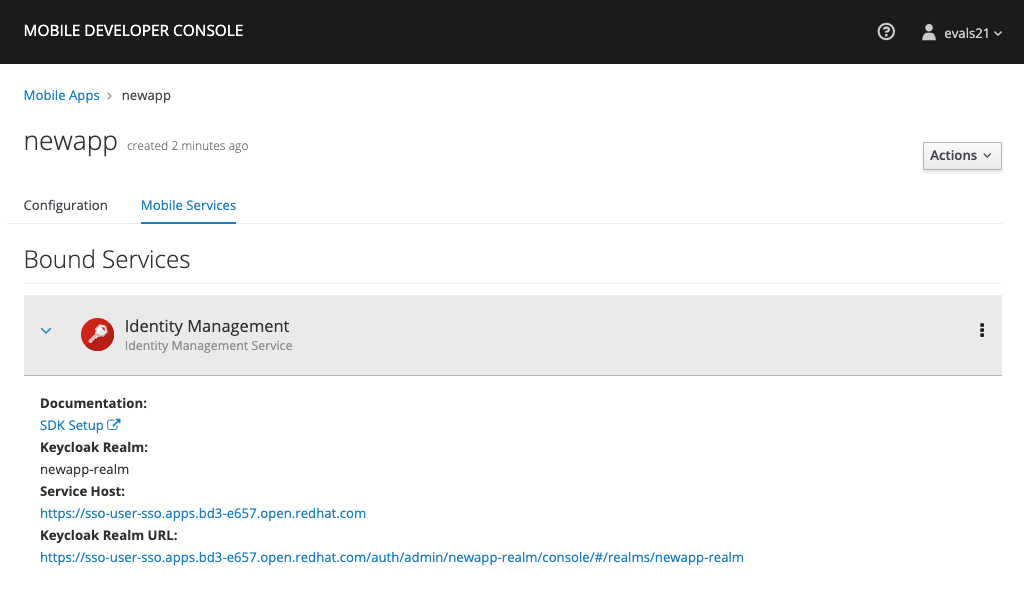 MOBILE DEVELOPER CONSOLE
evals21
Mobile Apps > newapp
newapp created 2 minutes ago
Actions
Configuration Mobile Services
Bound Services
Identity Management
Identity Management Service
Documentation:
SDK Setup
Keycloak Realm:
newapp-realm
Service Host:
https://sso-user-sso.apps.bd3-e657.open.redhat.com
Keycloak Realm URL:
https://sso-user-sso.apps.bd3-e657.open.redhat.com/auth/admin/newapp-realm/console/#/realms/newapp-realm